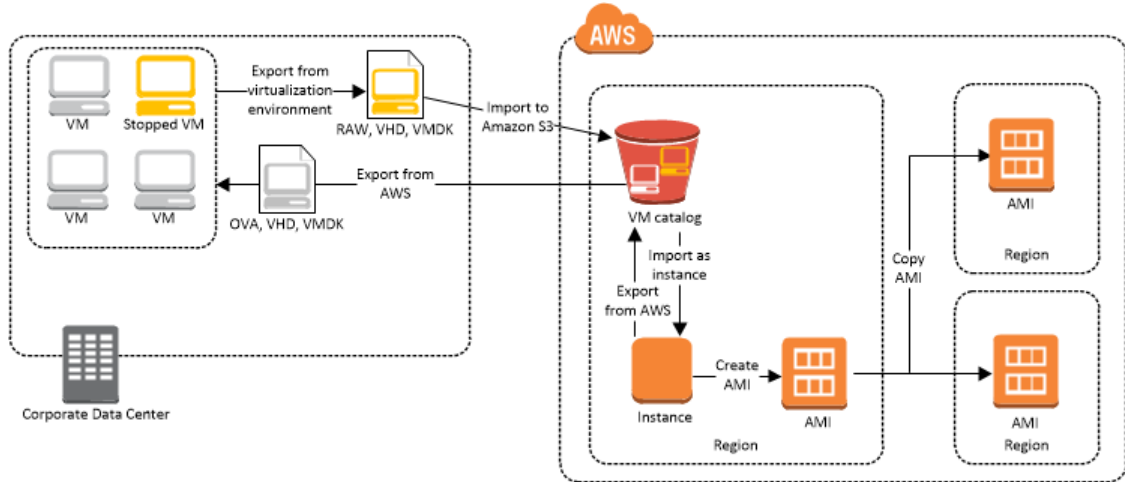 AWS
VM
Stopped VM
Export from
virtualization
environment
RAW, VHD, VMDK
Import to
Amazon S3
VM
VM
OVA, VHD, VMDK
Export from
AWS
VM catalog
Import as
instance
Export
from AWS
Instance
Create
AMI
AMI
Region
Copy
AMI
AMI
Region
AMI
Region
Corporate Data Center